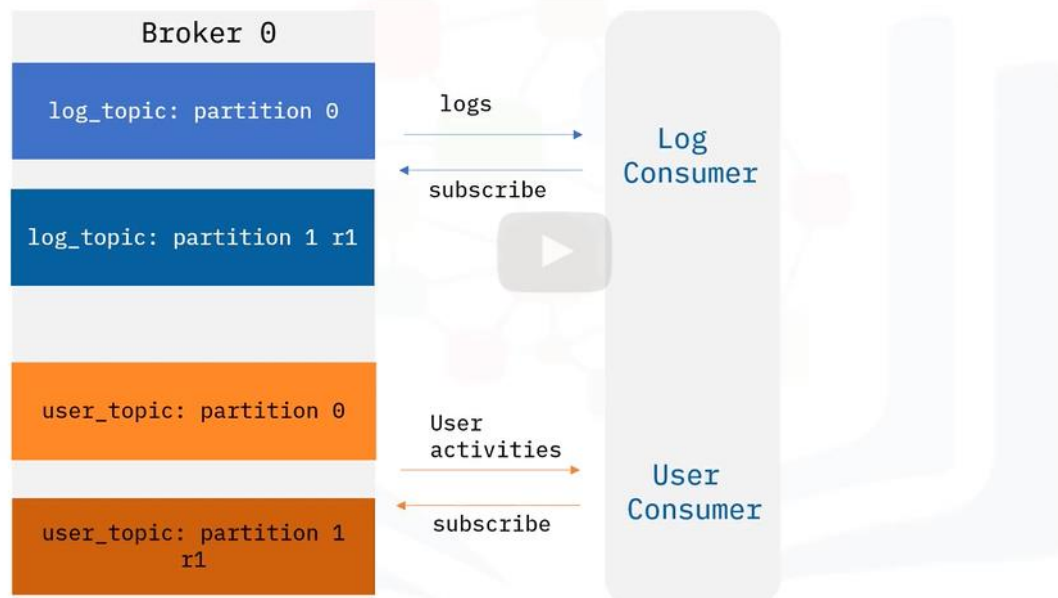 Broker 0
log_topic: partition 0
log_topic: partition 1 r1
user_topic: partition 0
user_topic: partition 1
r1
logs
subscribe
User
activities
subscribe
Log
Consumer
User
Consumer